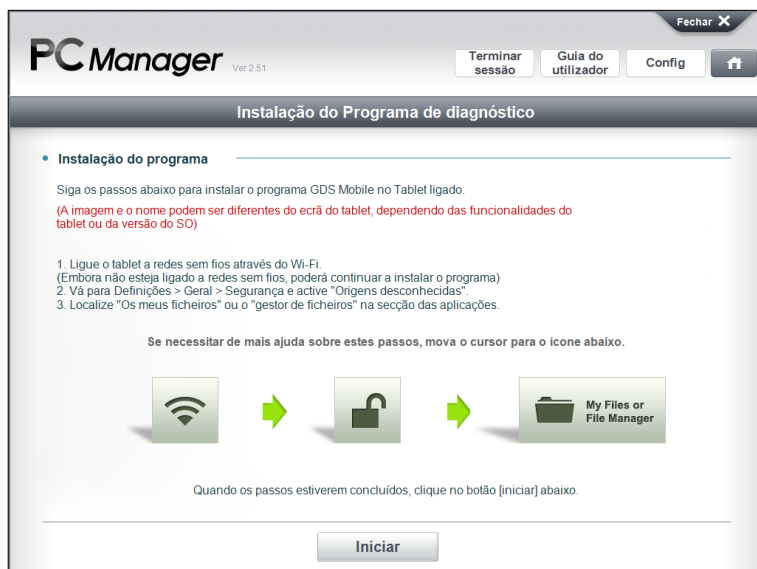 Fechar X
PC Manager Ver 2.51
Terminar sessão
Guia do utilizador
Config
Instalação do Programa de diagnóstico
Instalação do programa
Siga os passos abaixo para instalar o programa GDS Mobile no Tablet ligado.
(A imagem e o nome podem ser diferentes do ecrã do tablet, dependendo das funcionalidades do
tablet ou da versão do SO)
1. Ligue o tablet a redes sem fios através do Wi-Fi.
(Embora não esteja ligado a redes sem fios, poderá continuar a instalar o programa)
2. Vá para Definições > Geral > Segurança e active "Origens desconhecidas".
3. Localize "Os meus ficheiros" ou o "gestor de ficheiros" na secção das aplicações.
Se necessitar de mais ajuda sobre estes passos, mova o cursor para o icone abaixo.
My Files or
File Manager
Quando os passos estiverem concluídos, clique no botão [iniciar] abaixo.
Iniciar